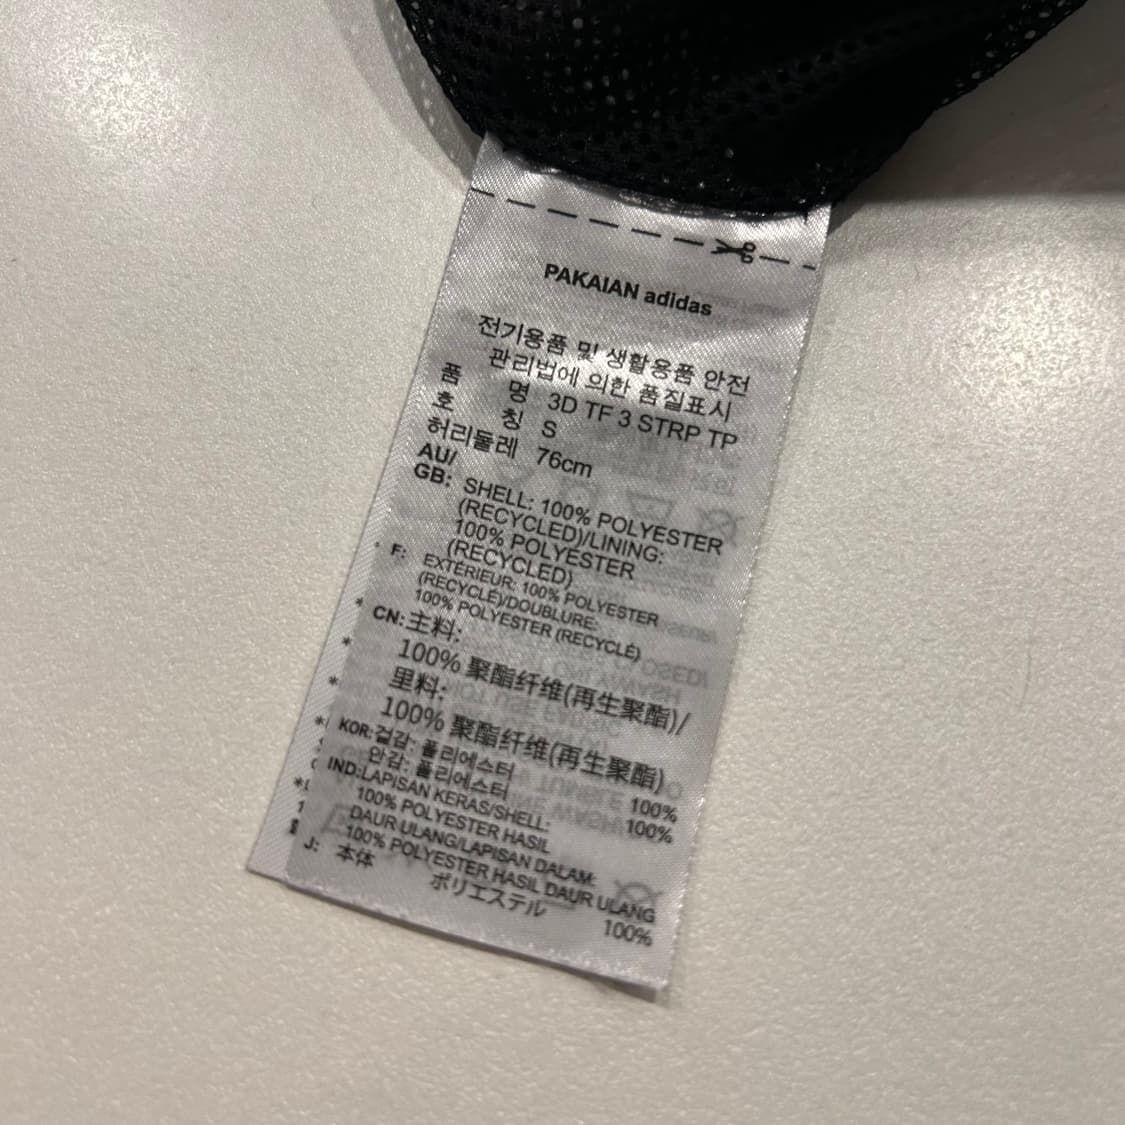 PAKAIAN adidas
전기용품 및 생활용품 안전
관리법에 의한 품질표시
품 명 3D TF 3 STRP TP
호 칭 S
허리둘레 76cm
AU/
GB: SHELL: 100% POLYESTER
(RECYCLED)/LINING:
100% POLYESTER
(RECYCLED)
F: EXTÉRIEUR: 100% POLYESTER
(RECYCLÉ)/DOUBLURE:
100% POLYESTER (RECYCLÉ)
CN: 主料:
100% 聚酯纤维(再生聚酯)/
里料:
100% 聚酯纤维(再生聚酯)
KOR: 겉감: 폴리에스터 100%
안감: 폴리에스터 100%
IND: LAPISAN KERAS/SHELL:
100% POLYESTER HASIL
DAUR ULANG/LAPISAN DALAM:
100% POLYESTER HASIL DAUR ULANG
J: 本体
ポリエステル 100%